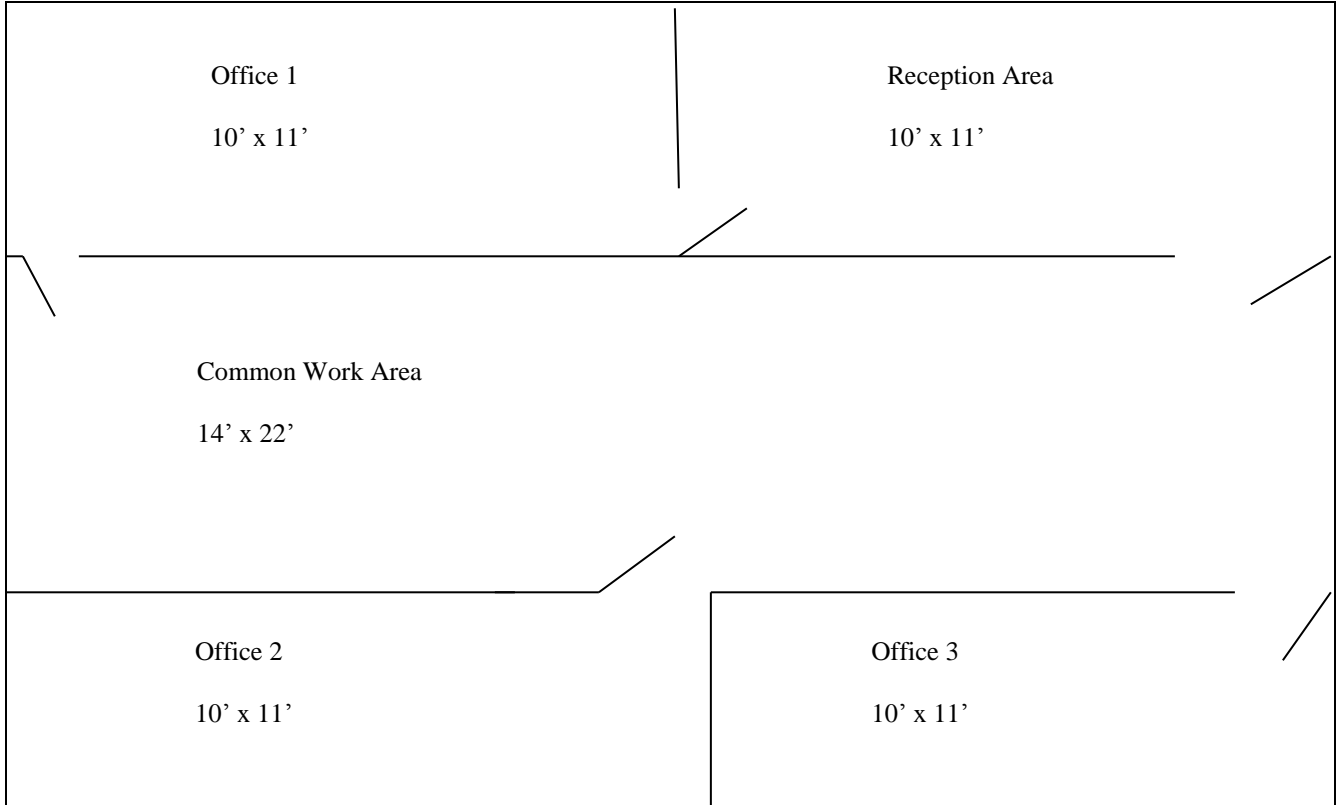 Office 1
10’ x 11’
Reception Area
10’ x 11’
Common Work Area
14’ x 22’
Office 2
10’ x 11’
Office 3
10’ x 11’